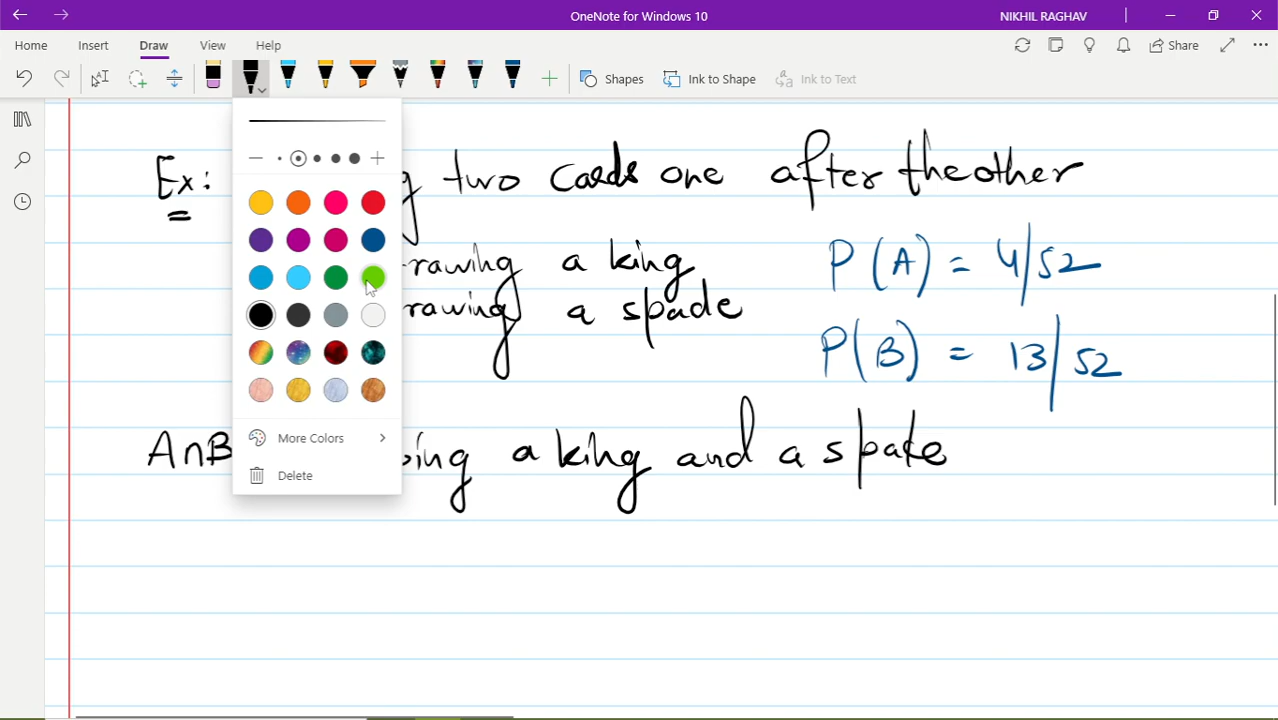 OneNote for Windows 10
NIKHIL RAGHAV
Home Insert Draw View Help
Share
Shapes
Ink to Shape
Ink to Text
Ex: g two cards one after the other
rawing a king
P(A) = 4/52
rawing a spade
P(B) = 13/52
A∩B ing a king and a spade
More Colors
Delete